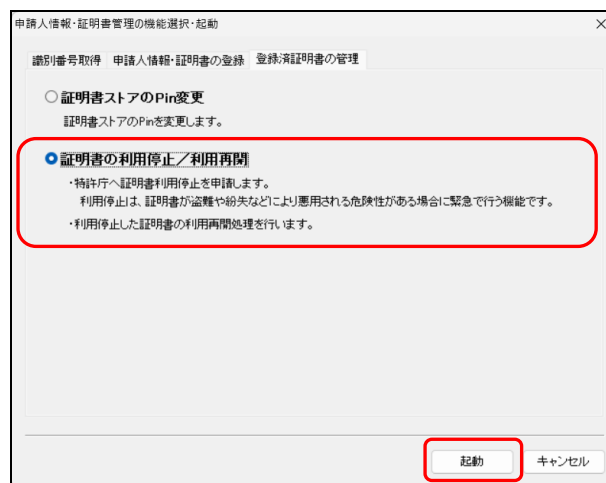 申請人情報・証明書管理の機能選択・起動
識別番号取得 申請人情報・証明書の登録 登録済証明書の管理
証明書ストアのPin変更
証明書ストアのPinを変更します。
証明書の利用停止／利用再開
・特許庁へ証明書利用停止を申請します。
利用停止は、証明書が盗難や紛失などにより悪用される危険性がある場合に緊急で行う機能です。
・利用停止した証明書の利用再開処理を行います。
起動 キャンセル